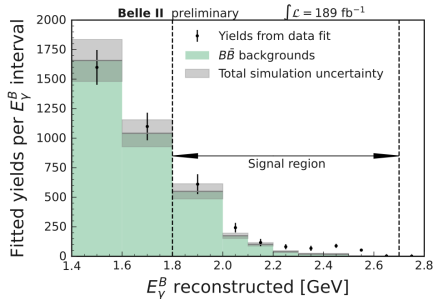 Belle II preliminary ∫ℒ = 189 fb⁻¹
Yields from data fit
BB̄ backgrounds
Total simulation uncertainty
Signal region
Fitted yields per E_γ^B interval
2000
1750
1500
1250
1000
750
500
250
0
1.4 1.6 1.8 2.0 2.2 2.4 2.6 2.8
E_γ^B reconstructed [GeV]